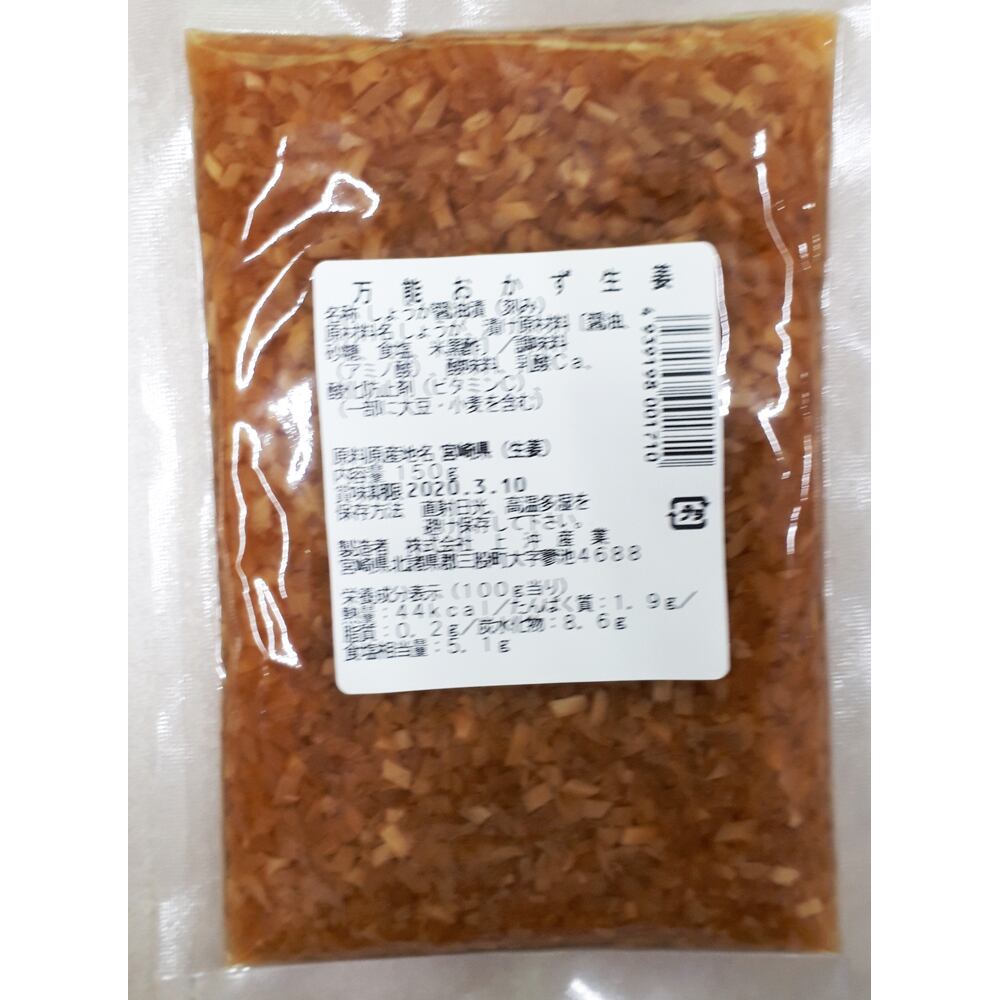 万能おかず生姜
名称 しょうが醤油漬（刻み）
原材料名 しょうが、漬け原材料〔醤油、
砂糖、食塩、米黒酢〕／調味料
（アミノ酸）、酸味料、乳酸Ca、
酸化防止剤（ビタミンC）、
（一部に大豆・小麦を含む）
原料原産地名 宮崎県（生姜）
内容量 150g
賞味期限 2020.3.10
保存方法 直射日光、高温多湿を
避け保存して下さい。
製造者 株式会社 上沖産業
宮崎県北諸県郡三股町大字蓼池4688
栄養成分表示（100g当り）
熱量：44kcal／たんぱく質：1.9g／
脂質：0.2g／炭水化物：8.6g
食塩相当量：5.1g
4939198001770
プラ